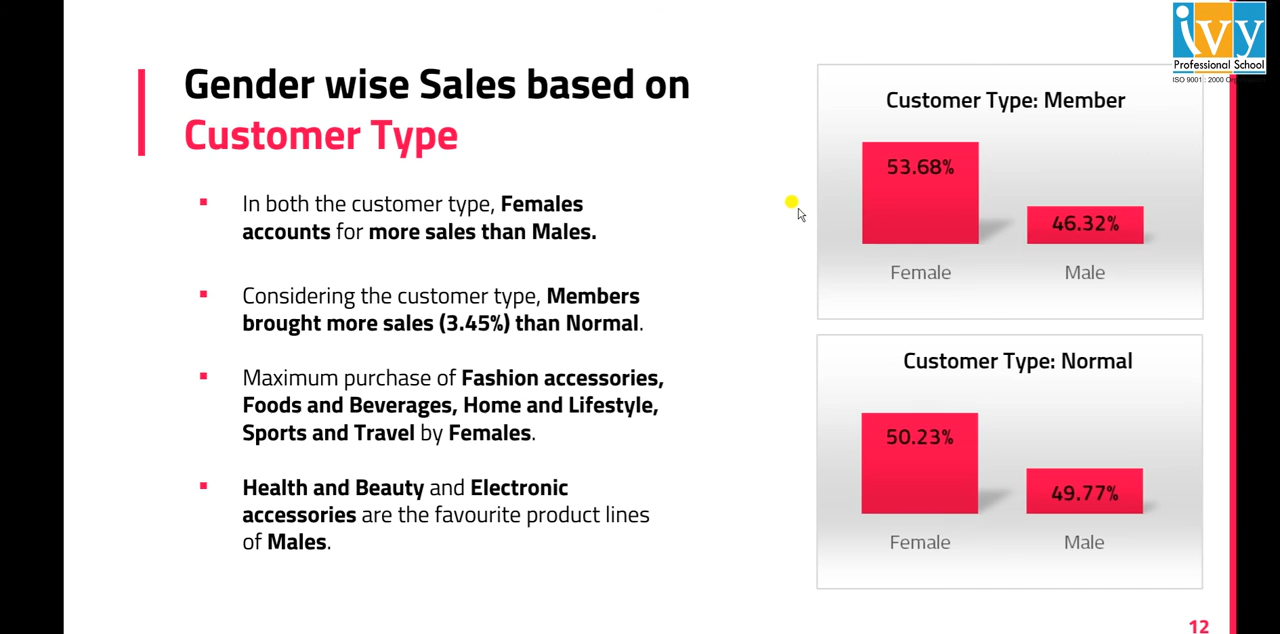 ivy
Professional School
ISO 9001 : 2000
Gender wise Sales based on
Customer Type
In both the customer type, Females
accounts for more sales than Males.
Considering the customer type, Members
brought more sales (3.45%) than Normal.
Maximum purchase of Fashion accessories,
Foods and Beverages, Home and Lifestyle,
Sports and Travel by Females.
Health and Beauty and Electronic
accessories are the favourite product lines
of Males.
Customer Type: Member
53.68%
46.32%
Female
Male
Customer Type: Normal
50.23%
49.77%
Female
Male
12